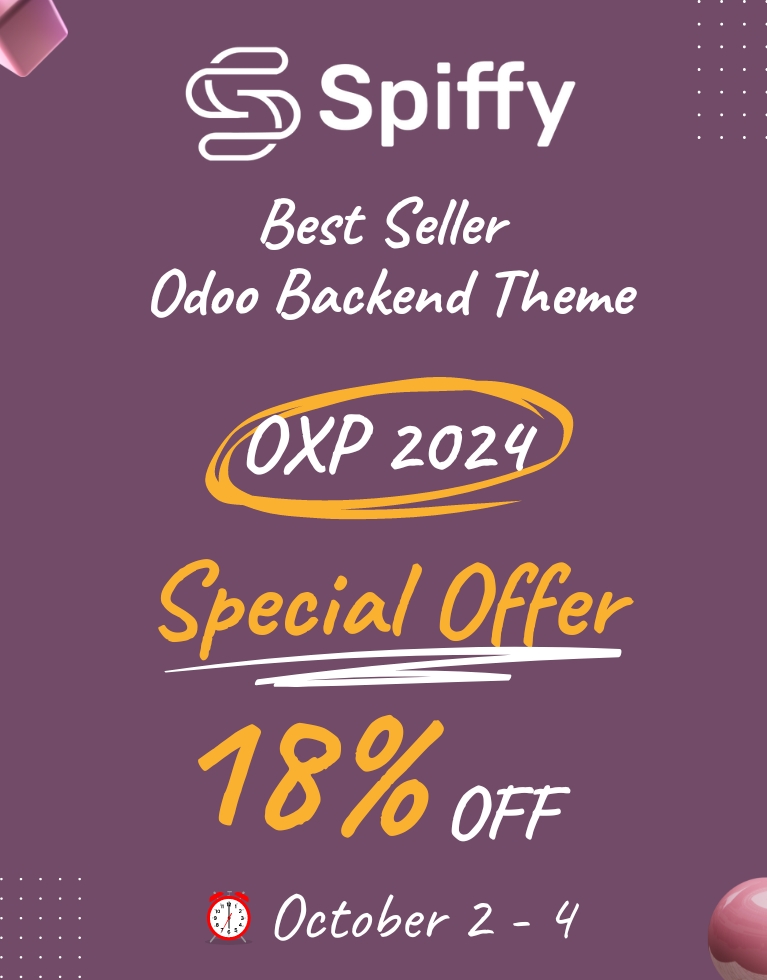 Spiffy
Best Seller
Odoo Backend Theme
OXP 2024
Special Offer
18% OFF
October 2 - 4